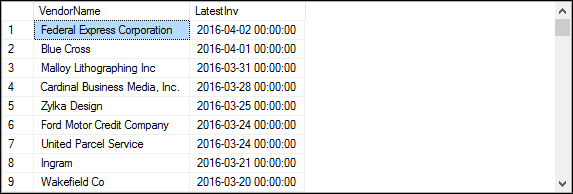 VendorName LatestInv
1 Federal Express Corporation 2016-04-02 00:00:00
2 Blue Cross 2016-04-01 00:00:00
3 Malloy Lithographing Inc 2016-03-31 00:00:00
4 Cardinal Business Media, Inc. 2016-03-28 00:00:00
5 Zylka Design 2016-03-25 00:00:00
6 Ford Motor Credit Company 2016-03-24 00:00:00
7 United Parcel Service 2016-03-24 00:00:00
8 Ingram 2016-03-21 00:00:00
9 Wakefield Co 2016-03-20 00:00:00